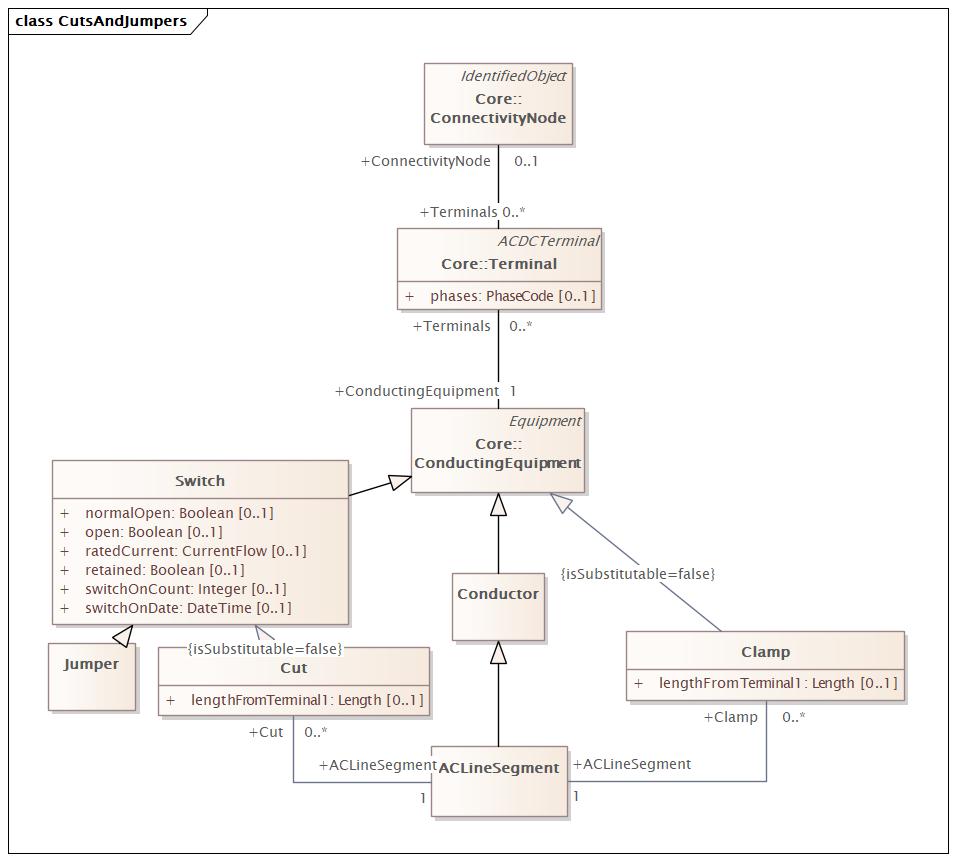 class CutsAndJumpers
IdentifiedObject
Core::
ConnectivityNode
+ConnectivityNode 0..1
+Terminals 0..*
ACDCTerminal
Core::Terminal
+ phases: PhaseCode [0..1]
+Terminals 0..*
+ConductingEquipment 1
Equipment
Core::
ConductingEquipment
Switch
+ normalOpen: Boolean [0..1]
+ open: Boolean [0..1]
+ ratedCurrent: CurrentFlow [0..1]
+ retained: Boolean [0..1]
+ switchOnCount: Integer [0..1]
+ switchOnDate: DateTime [0..1]
{isSubstitutable=false}
Conductor
{isSubstitutable=false}
Jumper
Cut
+ lengthFromTerminal1: Length [0..1]
Clamp
+ lengthFromTerminal1: Length [0..1]
+Cut 0..*
+Clamp 0..*
+ACLineSegment
1
ACLineSegment
+ACLineSegment
1